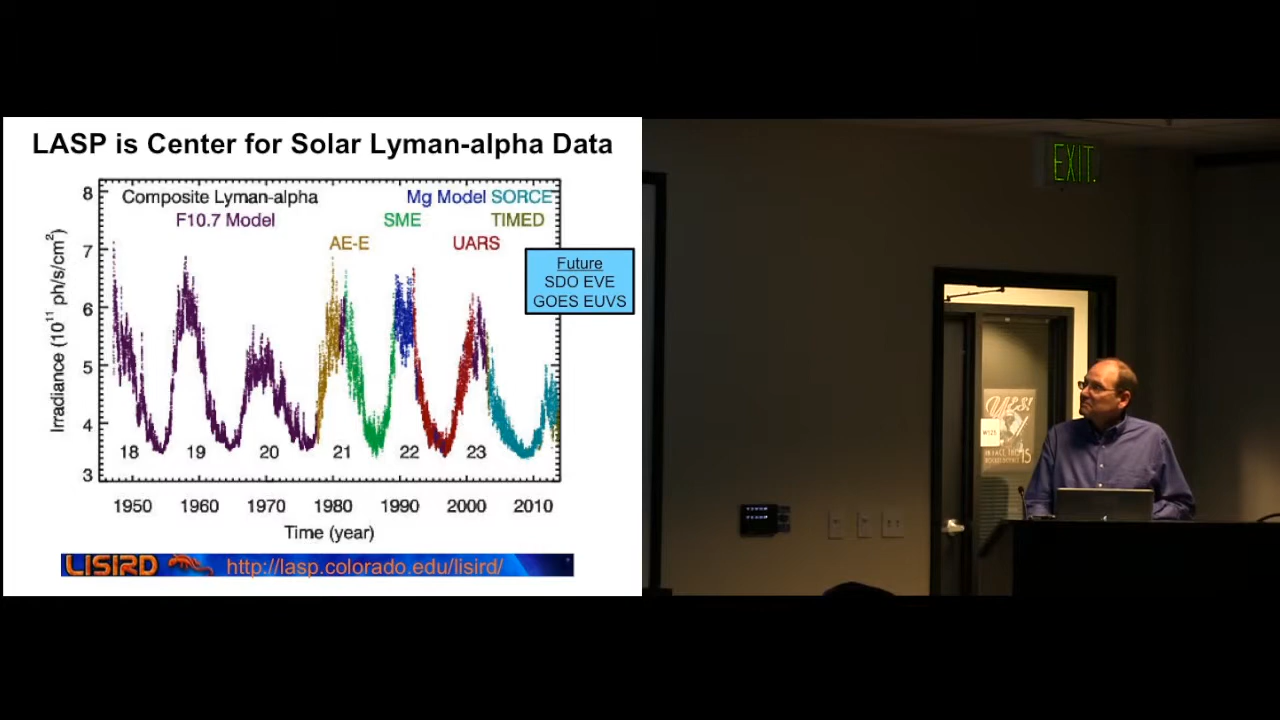 LASP is Center for Solar Lyman-alpha Data
Composite Lyman-alpha
Mg Model SORCE
F10.7 Model
SME
TIMED
AE-E
UARS
Future
SDO EVE
GOES EUVS
Irradiance (10¹¹ ph/s/cm²)
8
7
6
5
4
3
18 19 20 21 22 23
1950 1960 1970 1980 1990 2000 2010
Time (year)
LISIRD http://lasp.colorado.edu/lisird/
EXIT
YES!